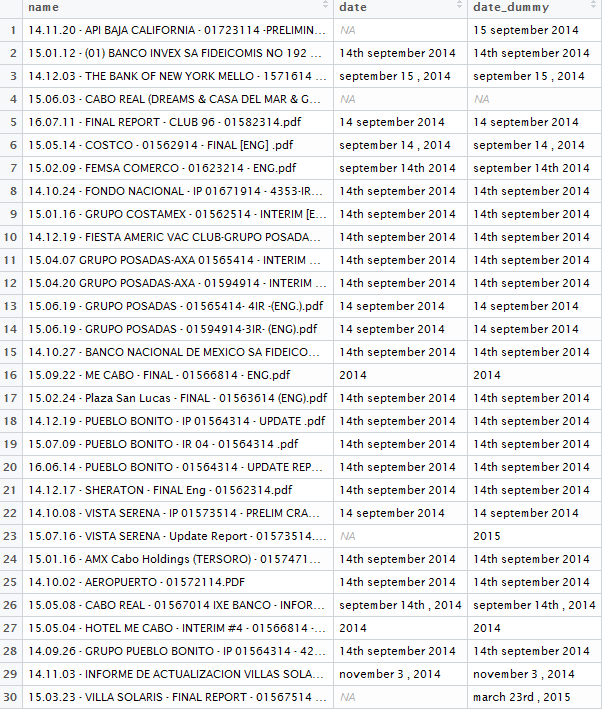 name date date_dummy
1 14.11.20 - API BAJA CALIFORNIA - 01723114 -PRELIMIN... NA 15 september 2014
2 15.01.12 - (01) BANCO INVEX SA FIDEICOMIS NO 192 ... 14th september 2014 14th september 2014
3 14.12.03 - THE BANK OF NEW YORK MELLO - 1571614 ... september 15 , 2014 september 15 , 2014
4 15.06.03 - CABO REAL (DREAMS & CASA DEL MAR & G... NA NA
5 16.07.11 - FINAL REPORT - CLUB 96 - 01582314.pdf 14 september 2014 14 september 2014
6 15.05.14 - COSTCO - 01562914 - FINAL [ENG] .pdf september 14 , 2014 september 14 , 2014
7 15.02.09 - FEMSA COMERCO - 01623214 - ENG.pdf september 14th 2014 september 14th 2014
8 14.10.24 - FONDO NACIONAL - IP 01671914 - 4353-IR... 14th september 2014 14th september 2014
9 15.01.16 - GRUPO COSTAMEX - 01562514 - INTERIM [E... 14th september 2014 14th september 2014
10 14.12.19 - FIESTA AMERIC VAC CLUB-GRUPO POSADA... 14th september 2014 14th september 2014
11 15.04.07 GRUPO POSADAS-AXA 01565414 - INTERIM ... 14th september 2014 14th september 2014
12 15.04.20 GRUPO POSADAS-AXA - 01594914 - INTERIM ... 14th september 2014 14th september 2014
13 15.06.19 - GRUPO POSADAS - 01565414- 4IR -(ENG.).pdf 14 september 2014 14 september 2014
14 15.06.19 - GRUPO POSADAS - 01594914-3IR- (ENG).pdf 14 september 2014 14 september 2014
15 14.10.27 - BANCO NACIONAL DE MEXICO SA FIDEICO... 14th september 2014 14th september 2014
16 15.09.22 - ME CABO - FINAL - 01566814 - ENG.pdf 2014 2014
17 15.02.24 - Plaza San Lucas - FINAL - 01563614 (ENG).pdf 14th september 2014 14th september 2014
18 14.12.19 - PUEBLO BONITO - IP 01564314 - UPDATE .pdf 14th september 2014 14th september 2014
19 15.07.09 - PUEBLO BONITO - IR 04 - 01564314 .pdf 14th september 2014 14th september 2014
20 16.06.14 - PUEBLO BONITO - 01564314 - UPDATE REP... 14th september 2014 14th september 2014
21 14.12.17 - SHERATON - FINAL Eng - 01562314.pdf 14th september 2014 14th september 2014
22 14.10.08 - VISTA SERENA - IP 01573514 - PRELIM CRA... 14 september 2014 14 september 2014
23 15.07.16 - VISTA SERENA - Update Report - 01573514.... NA 2015
24 15.01.16 - AMX Cabo Holdings (TERSORO) - 0157471... 14th september 2014 14th september 2014
25 14.10.02 - AEROPUERTO - 01572114.PDF 14th september 2014 14th september 2014
26 15.05.08 - CABO REAL - 01567014 IXE BANCO - INFOR... september 14th , 2014 september 14th , 2014
27 15.05.04 - HOTEL ME CABO - INTERIM #4 - 01566814 -... 2014 2014
28 14.09.26 - GRUPO PUEBLO BONITO - IP 01564314 - 42... 14th september 2014 14th september 2014
29 14.11.03 - INFORME DE ACTUALIZACION VILLAS SOLA... november 3 , 2014 november 3 , 2014
30 15.03.23 - VILLA SOLARIS - FINAL REPORT - 01567514 ... NA march 23rd , 2015